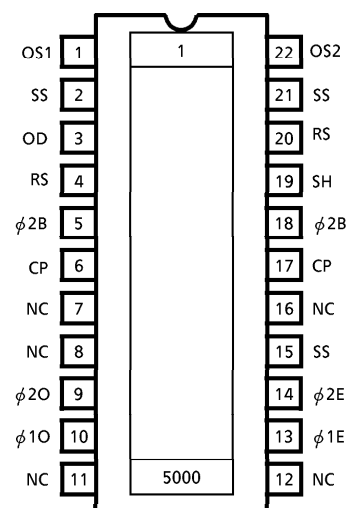 OS1 1 1 22 OS2
SS 2 21 SS
OD 3 20 RS
RS 4 19 SH
ϕ2B 5 18 ϕ2B
CP 6 17 CP
NC 7 16 NC
NC 8 15 SS
ϕ2O 9 14 ϕ2E
ϕ1O 10 13 ϕ1E
NC 11 5000 12 NC